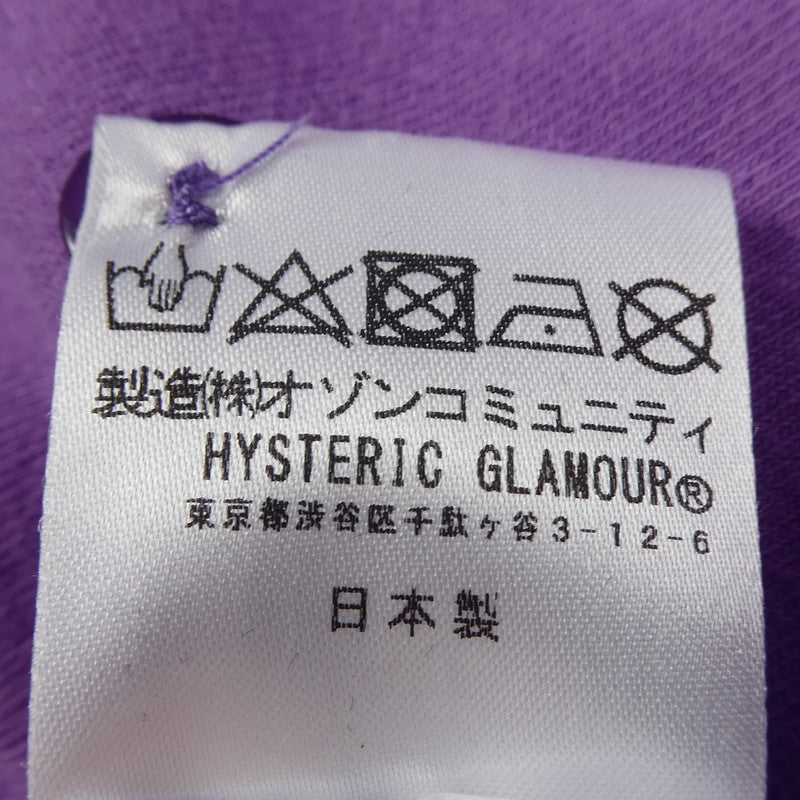 製造(株)オゾンコミュニティ
HYSTERIC GLAMOUR®
東京都渋谷区千駄ケ谷3-12-6
日本製